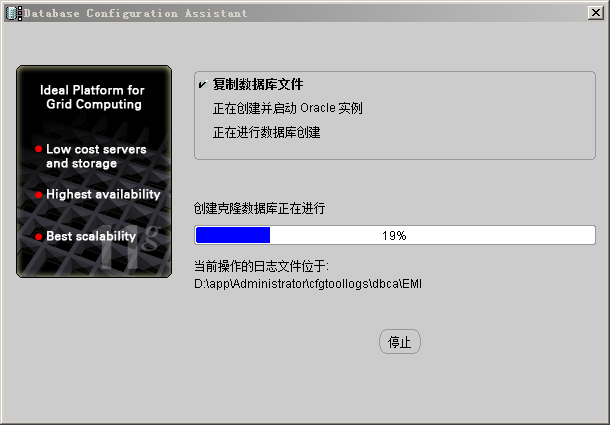 Database Configuration Assistant
Ideal Platform for
Grid Computing
Low cost servers
and storage
Highest availability
Best scalability
11g
复制数据库文件
正在创建并启动 Oracle 实例
正在进行数据库创建
创建克隆数据库正在进行
19%
当前操作的日志文件位于:
D:\app\Administrator\cfgtoollogs\dbca\EMI
停止